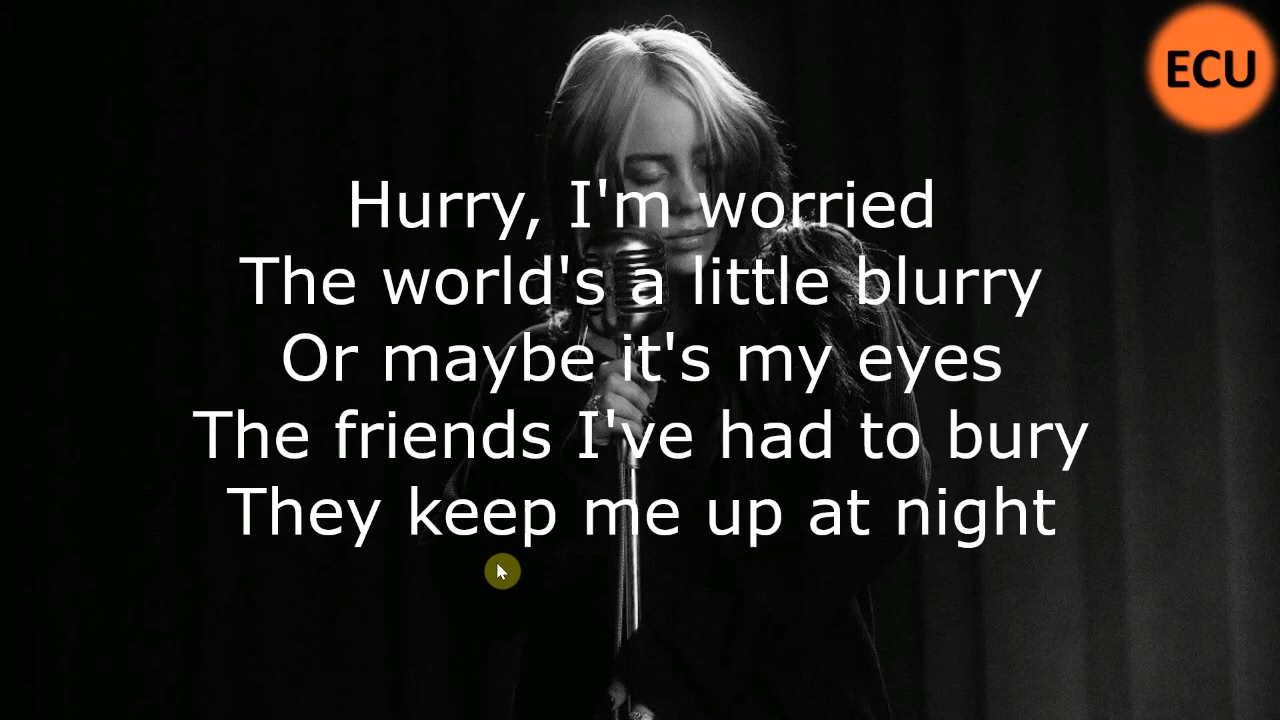 ECU
Hurry, I'm worried
The world's a little blurry
Or maybe it's my eyes
The friends I've had to bury
They keep me up at night